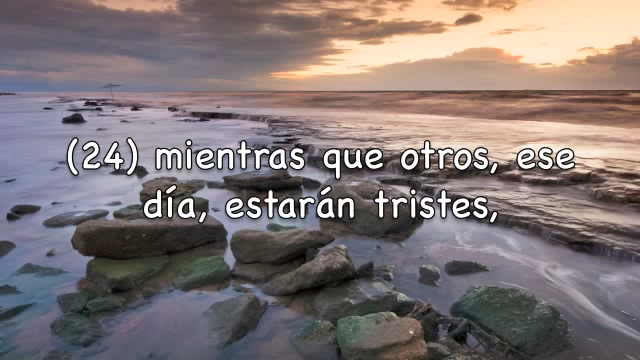 (24) mientras que otros, ese
día, estarán tristes,